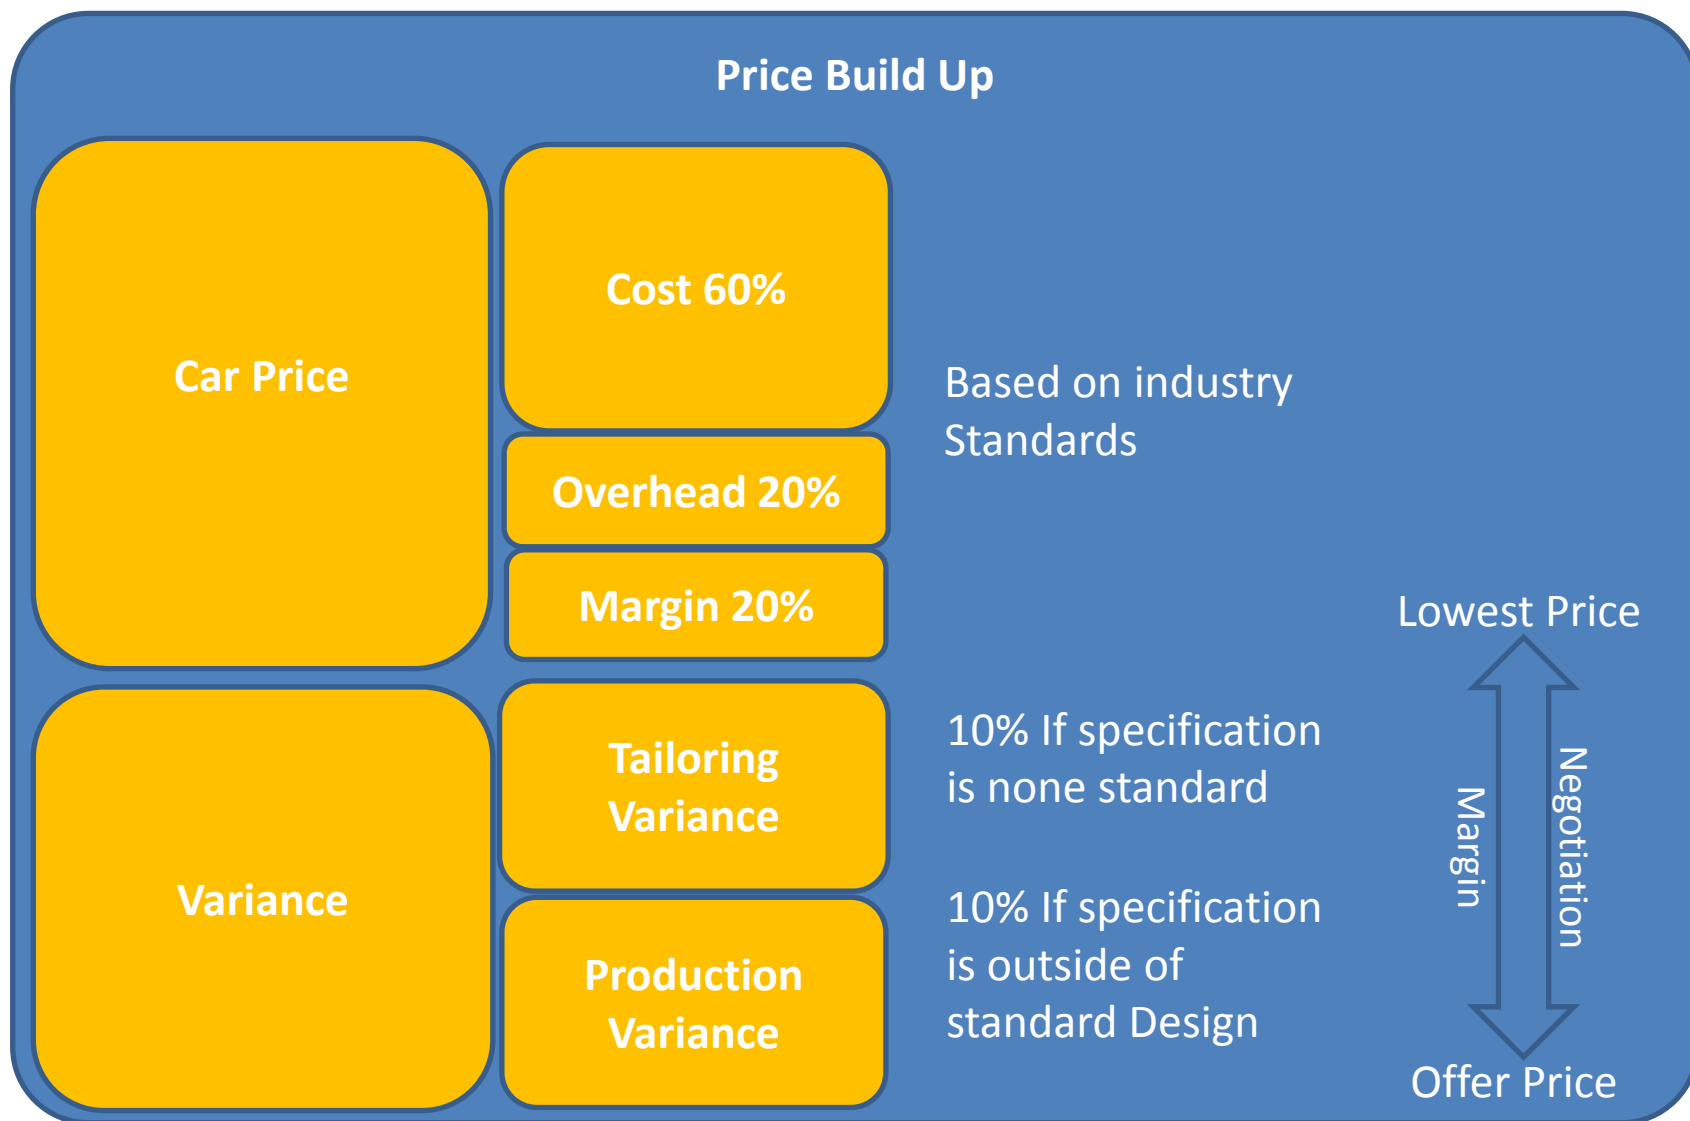 Price Build Up
Car Price
Cost 60%
Overhead 20%
Margin 20%
Based on industry
Standards
Variance
Tailoring
Variance
Production
Variance
10% If specification
is none standard
10% If specification
is outside of
standard Design
Lowest Price
Margin
Negotiation
Offer Price